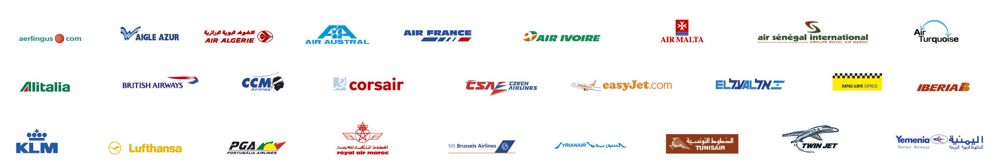 aerlingus com
AIGLE AZUR
الخطوط الجوية الجزائرية
AIR ALGÉRIE
AIR AUSTRAL
AIR FRANCE
AIR IVOIRE
AIR MALTA
air sénégal international
GROUPE ROYAL AIR MAROC
Air
Turquoise
Alitalia
BRITISH AIRWAYS
CCM
Airlines
corsair
CSA CZECH
AIRLINES
easyJet.com
EL AL אל על
HAPAG-LLOYD EXPRESS
IBERIA
KLM
Lufthansa
PGA
PORTUGÁLIA AIRLINES
الخطوط الملكية المغربية
royal air maroc
SN Brussels Airlines
SYRIANAIR السورية
الخطوط التونسية
TUNISAIR
TWIN JET
Yemenia اليمنية
Yemen Airways الخطوط الجوية اليمنية